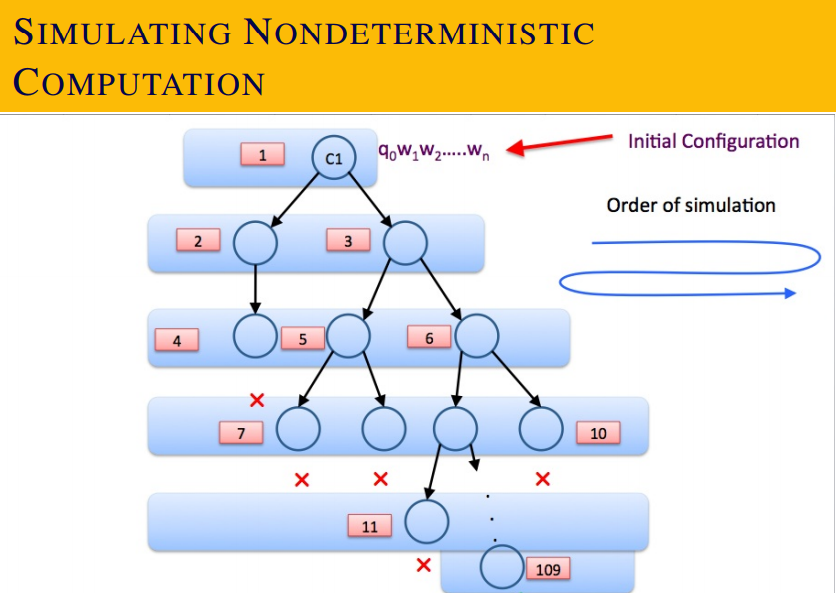 SIMULATING NONDETERMINISTIC
COMPUTATION
1
C1
q₀w₁w₂.....wₙ
Initial Configuration
Order of simulation
2
3
4
5
6
7
10
11
109